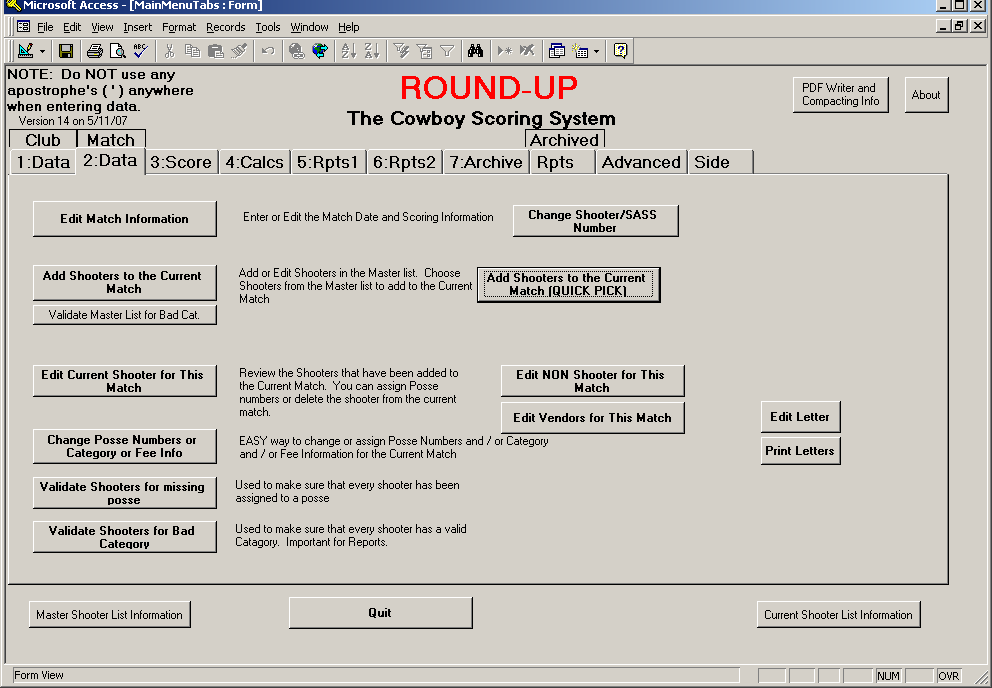 Microsoft Access - [MainMenuTabs : Form]
File Edit View Insert Format Records Tools Window Help
NOTE: Do NOT use any
apostrophe's ( ' ) anywhere
when entering data.
Version 14 on 5/11/07
ROUND-UP
The Cowboy Scoring System
PDF Writer and
Compacting Info
About
Club Match Archived
1:Data 2:Data 3:Score 4:Calcs 5:Rpts1 6:Rpts2 7:Archive Rpts Advanced Side
Edit Match Information
Enter or Edit the Match Date and Scoring Information
Change Shooter/SASS
Number
Add Shooters to the Current
Match
Add or Edit Shooters in the Master list. Choose
Shooters from the Master list to add to the Current
Match
Add Shooters to the Current
Match (QUICK PICK)
Validate Master List for Bad Cat.
Edit Current Shooter for This
Match
Review the Shooters that have been added to
the Current Match. You can assign Posse
numbers or delete the shooter from the current
match.
Edit NON Shooter for This
Match
Edit Vendors for This Match
Edit Letter
Change Posse Numbers or
Category or Fee Info
EASY way to change or assign Posse Numbers and / or Category
and / or Fee Information for the Current Match
Print Letters
Validate Shooters for missing
posse
Used to make sure that every shooter has been
assigned to a posse
Validate Shooters for Bad
Category
Used to make sure that every shooter has a valid
Catagory. Important for Reports.
Master Shooter List Information
Quit
Current Shooter List Information
Form View
NUM
OVR